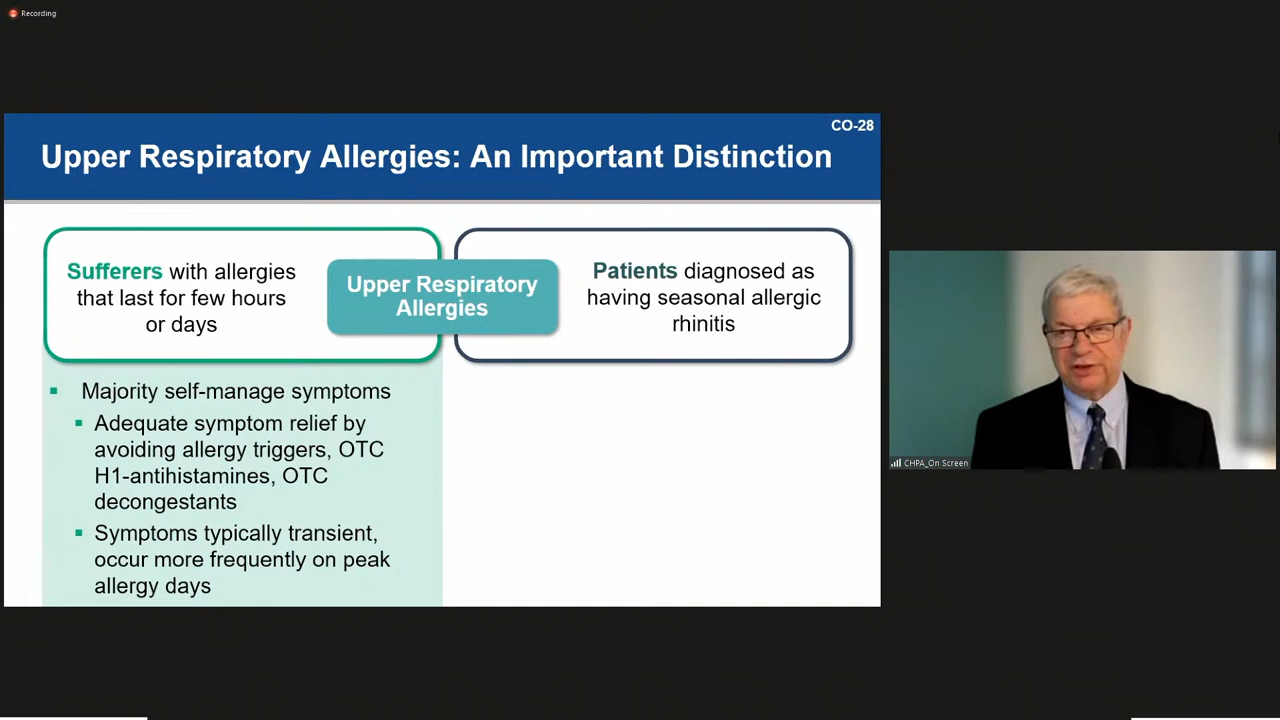 Recording
CO-28
Upper Respiratory Allergies: An Important Distinction
Sufferers with allergies
that last for few hours
or days
Upper Respiratory
Allergies
Patients diagnosed as
having seasonal allergic
rhinitis
Majority self-manage symptoms
Adequate symptom relief by
avoiding allergy triggers, OTC
H1-antihistamines, OTC
decongestants
Symptoms typically transient,
occur more frequently on peak
allergy days
CHPA_On Screen